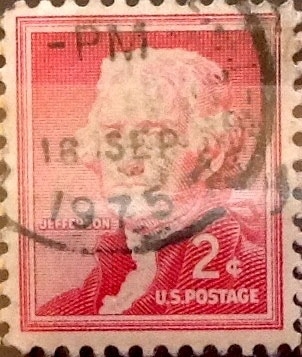 -PM
18 SEP
1975
JEFFERSON
2¢
U.S. POSTAGE